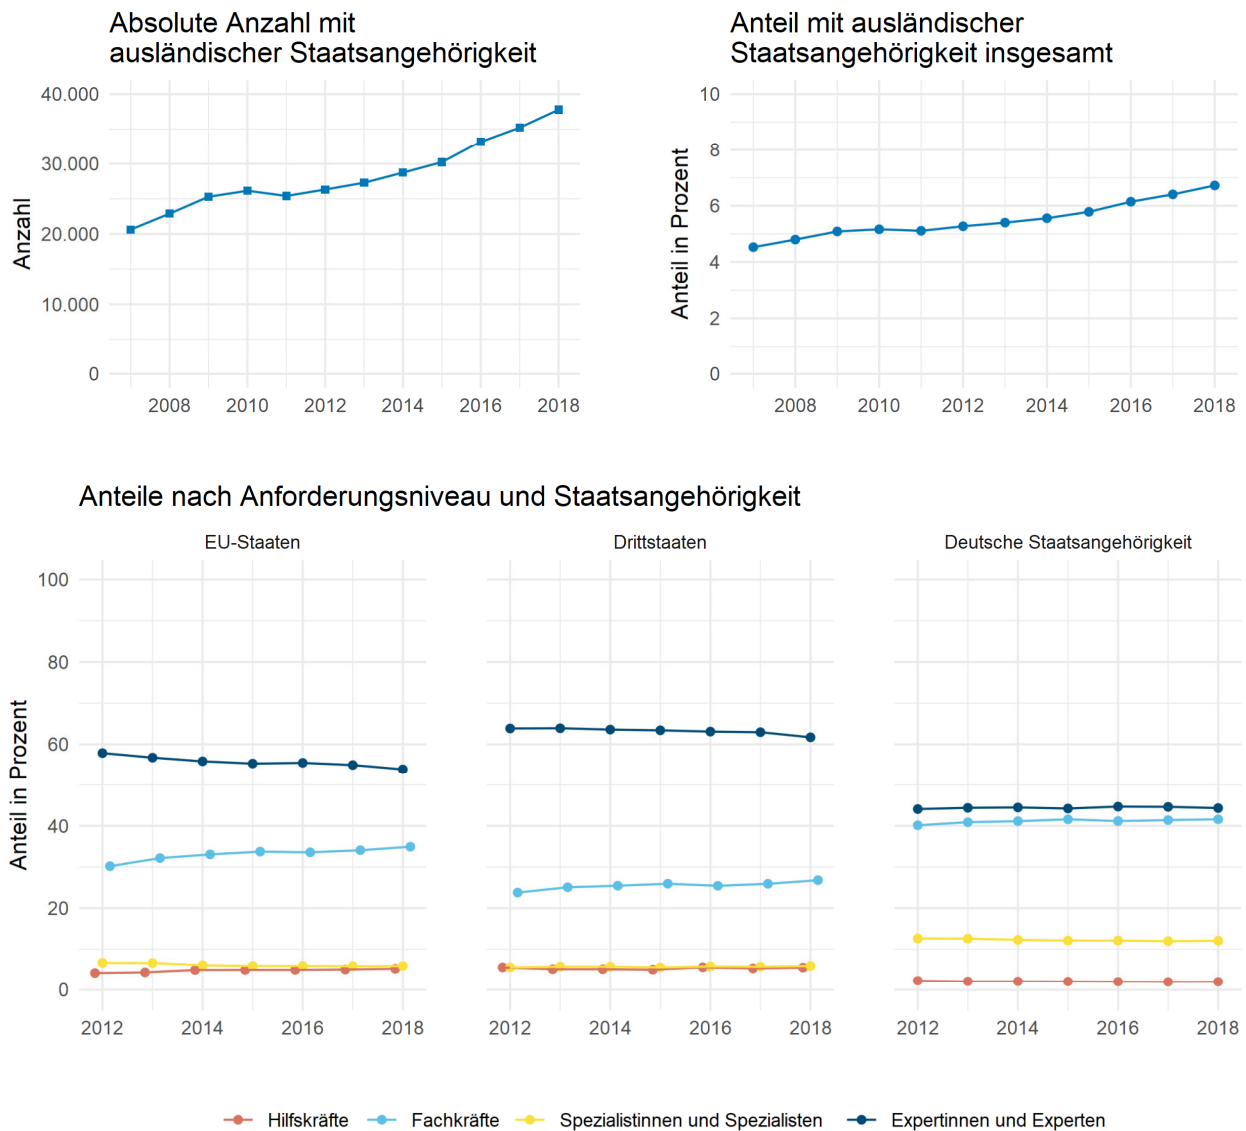 Absolute Anzahl mit
ausländischer Staatsangehörigkeit
40.000
30.000
20.000
10.000
0
Anzahl
2008 2010 2012 2014 2016 2018
Anteil mit ausländischer
Staatsangehörigkeit insgesamt
10
8
6
4
2
0
Anteil in Prozent
2008 2010 2012 2014 2016 2018
Anteile nach Anforderungsniveau und Staatsangehörigkeit
EU-Staaten Drittstaaten Deutsche Staatsangehörigkeit
100
80
60
40
20
0
Anteil in Prozent
2012 2014 2016 2018 2012 2014 2016 2018 2012 2014 2016 2018
Hilfskräfte Fachkräfte Spezialistinnen und Spezialisten Expertinnen und Experten